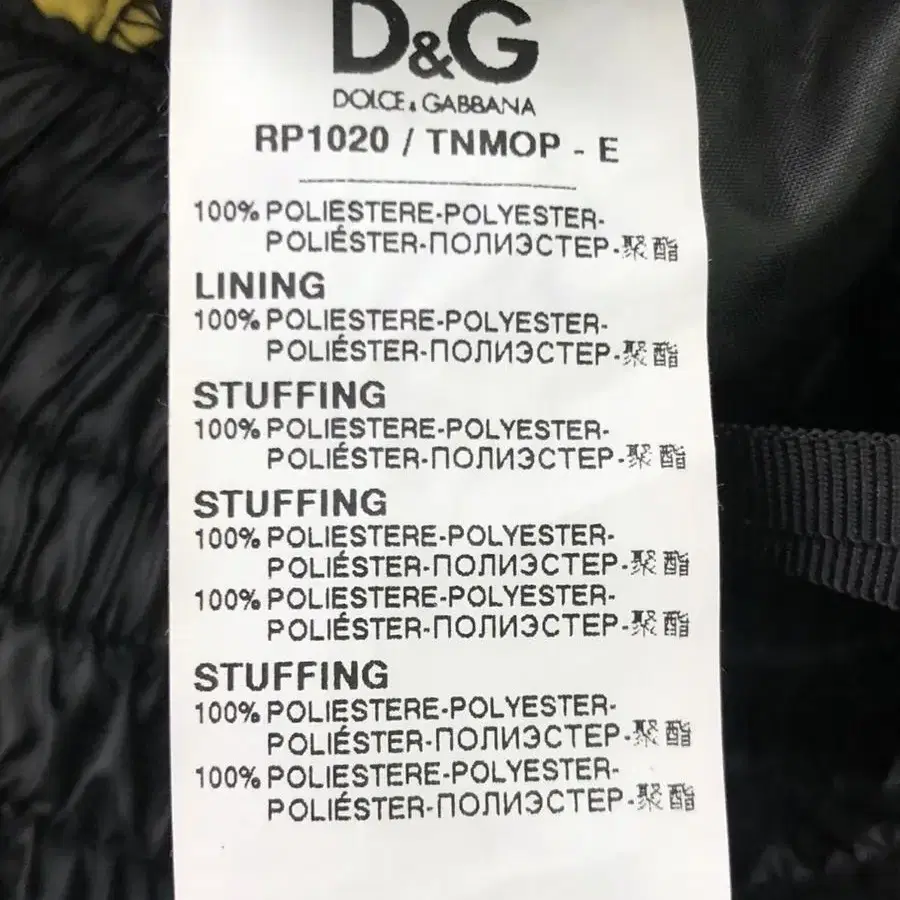 D&G
DOLCE & GABBANA
RP1020 / TNMOP - E
100% POLIESTERE-POLYESTER-
POLIÉSTER-ПОЛИЭСТЕР-聚酯
LINING
100% POLIESTERE-POLYESTER-
POLIÉSTER-ПОЛИЭСТЕР-聚酯
STUFFING
100% POLIESTERE-POLYESTER-
POLIÉSTER-ПОЛИЭСТЕР-聚酯
STUFFING
100% POLIESTERE-POLYESTER-
POLIÉSTER-ПОЛИЭСТЕР-聚酯
100% POLIESTERE-POLYESTER-
POLIÉSTER-ПОЛИЭСТЕР-聚酯
STUFFING
100% POLIESTERE-POLYESTER-
POLIÉSTER-ПОЛИЭСТЕР-聚酯
100% POLIESTERE-POLYESTER-
POLIÉSTER-ПОЛИЭСТЕР-聚酯